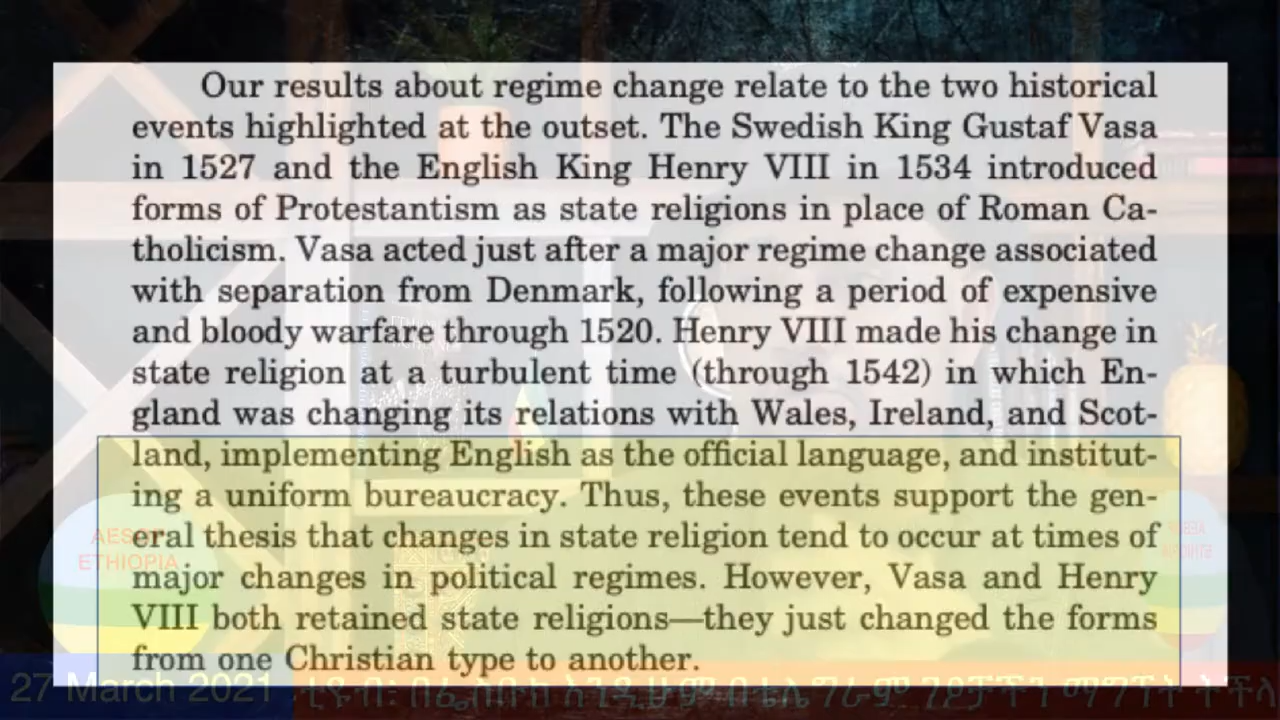 Our results about regime change relate to the two historical
events highlighted at the outset. The Swedish King Gustaf Vasa
in 1527 and the English King Henry VIII in 1534 introduced
forms of Protestantism as state religions in place of Roman Ca-
tholicism. Vasa acted just after a major regime change associated
with separation from Denmark, following a period of expensive
and bloody warfare through 1520. Henry VIII made his change in
state religion at a turbulent time (through 1542) in which En-
gland was changing its relations with Wales, Ireland, and Scot-
land, implementing English as the official language, and institut-
ing a uniform bureaucracy. Thus, these events support the gen-
eral thesis that changes in state religion tend to occur at times of
major changes in political regimes. However, Vasa and Henry
VIII both retained state religions—they just changed the forms
from one Christian type to another.
AESOP
ETHIOPIA
27 March 2021